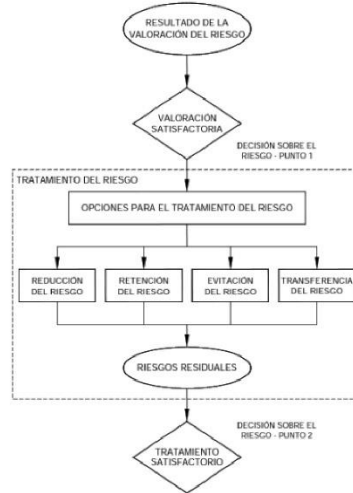 RESULTADO DE LA
VALORACIÓN DEL RIESGO
VALORACIÓN
SATISFACTORIA
DECISIÓN SOBRE EL
RIESGO - PUNTO 1
TRATAMIENTO DEL RIESGO
OPCIONES PARA EL TRATAMIENTO DEL RIESGO
REDUCCIÓN
DEL RIESGO
RETENCIÓN
DEL RIESGO
EVITACIÓN
DEL RIESGO
TRANSFERENCIA
DEL RIESGO
RIESGOS RESIDUALES
DECISIÓN SOBRE EL
RIESGO - PUNTO 2
TRATAMIENTO
SATISFACTORIO